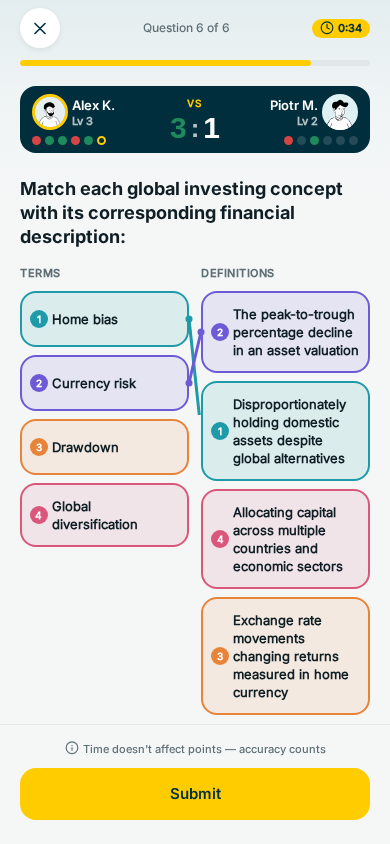 Question 6 of 6
0:34
Alex K.
Lv 3
VS
3:1
Piotr M.
Lv 2
Match each global investing concept
with its corresponding financial
description:
TERMS
DEFINITIONS
1 Home bias
2 Currency risk
3 Drawdown
4 Global
diversification
2 The peak-to-trough
percentage decline
in an asset valuation
1 Disproportionately
holding domestic
assets despite
global alternatives
4 Allocating capital
across multiple
countries and
economic sectors
3 Exchange rate
movements
changing returns
measured in home
currency
Time doesn't affect points — accuracy counts
Submit